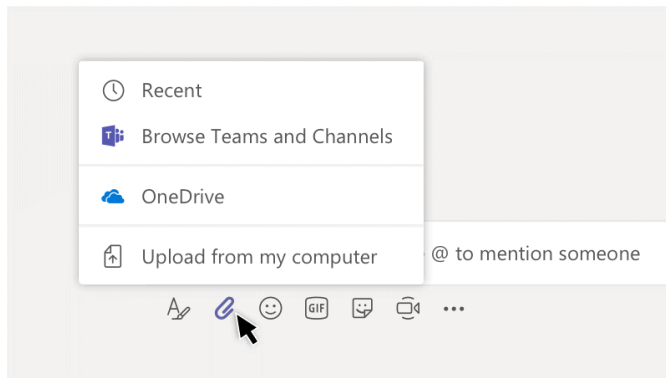 Recent
Browse Teams and Channels
OneDrive
Upload from my computer
@ to mention someone
GIF